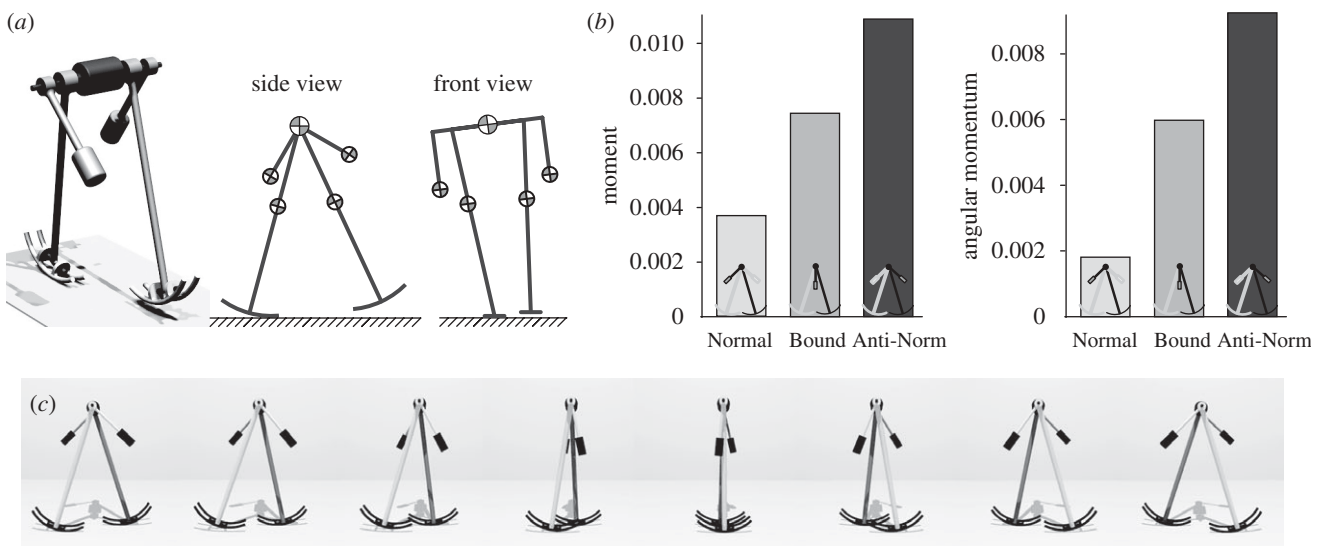 (a)
side view
front view
(b)
moment
0.010
0.008
0.006
0.004
0.002
0
Normal Bound Anti-Norm
angular momentum
0.008
0.006
0.004
0.002
0
Normal Bound Anti-Norm
(c)